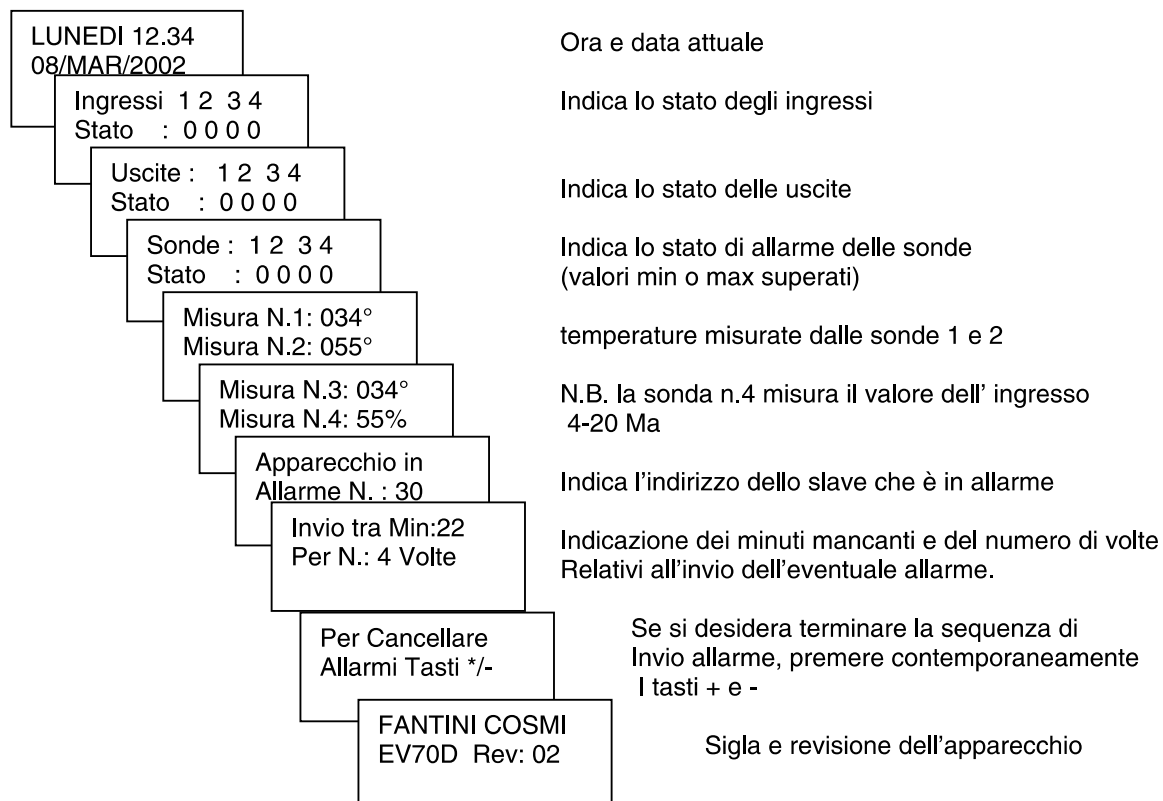 LUNEDI 12.34
08/MAR/2002
Ora e data attuale
Ingressi 1 2 3 4
Stato : 0 0 0 0
Indica lo stato degli ingressi
Uscite : 1 2 3 4
Stato : 0 0 0 0
Indica lo stato delle uscite
Sonde : 1 2 3 4
Stato : 0 0 0 0
Indica lo stato di allarme delle sonde
(valori min o max superati)
Misura N.1: 034°
Misura N.2: 055°
temperature misurate dalle sonde 1 e 2
Misura N.3: 034°
Misura N.4: 55%
N.B. la sonda n.4 misura il valore dell' ingresso
4-20 Ma
Apparecchio in
Allarme N. : 30
Indica l'indirizzo dello slave che è in allarme
Invio tra Min:22
Per N.: 4 Volte
Indicazione dei minuti mancanti e del numero di volte
Relativi all'invio dell'eventuale allarme.
Per Cancellare
Allarmi Tasti */-
Se si desidera terminare la sequenza di
Invio allarme, premere contemporaneamente
I tasti + e -
FANTINI COSMI
EV70D Rev: 02
Sigla e revisione dell'apparecchio